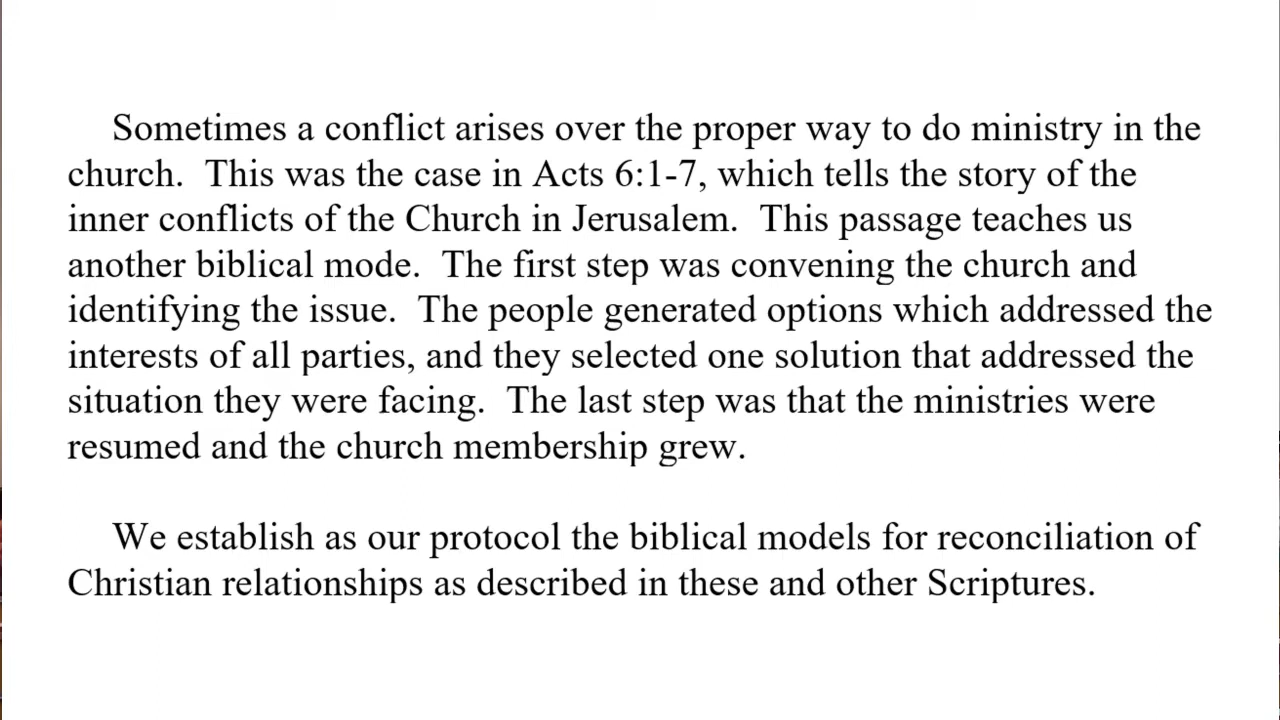 Sometimes a conflict arises over the proper way to do ministry in the
church.  This was the case in Acts 6:1-7, which tells the story of the
inner conflicts of the Church in Jerusalem.  This passage teaches us
another biblical mode.  The first step was convening the church and
identifying the issue.  The people generated options which addressed the
interests of all parties, and they selected one solution that addressed the
situation they were facing.  The last step was that the ministries were
resumed and the church membership grew.
We establish as our protocol the biblical models for reconciliation of
Christian relationships as described in these and other Scriptures.